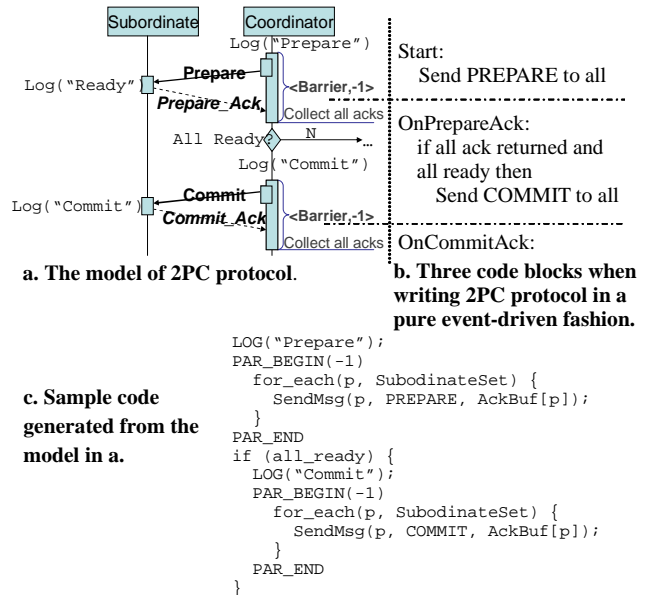 Subordinate
Coordinator
Log("Prepare")
Prepare
Log("Ready")
Prepare_Ack
<Barrier,-1>
Collect all acks
All Ready?
N
...
Log("Commit")
Commit
Log("Commit")
Commit_Ack
<Barrier,-1>
Collect all acks
a. The model of 2PC protocol.
Start:
Send PREPARE to all
OnPrepareAck:
if all ack returned and
all ready then
Send COMMIT to all
OnCommitAck:
b. Three code blocks when
writing 2PC protocol in a
pure event-driven fashion.
c. Sample code
generated from the
model in a.
LOG("Prepare");
PAR_BEGIN(-1)
for_each(p, SubodinateSet) {
SendMsg(p, PREPARE, AckBuf[p]);
}
PAR_END
if (all_ready) {
LOG("Commit");
PAR_BEGIN(-1)
for_each(p, SubodinateSet) {
SendMsg(p, COMMIT, AckBuf[p]);
}
PAR_END
}